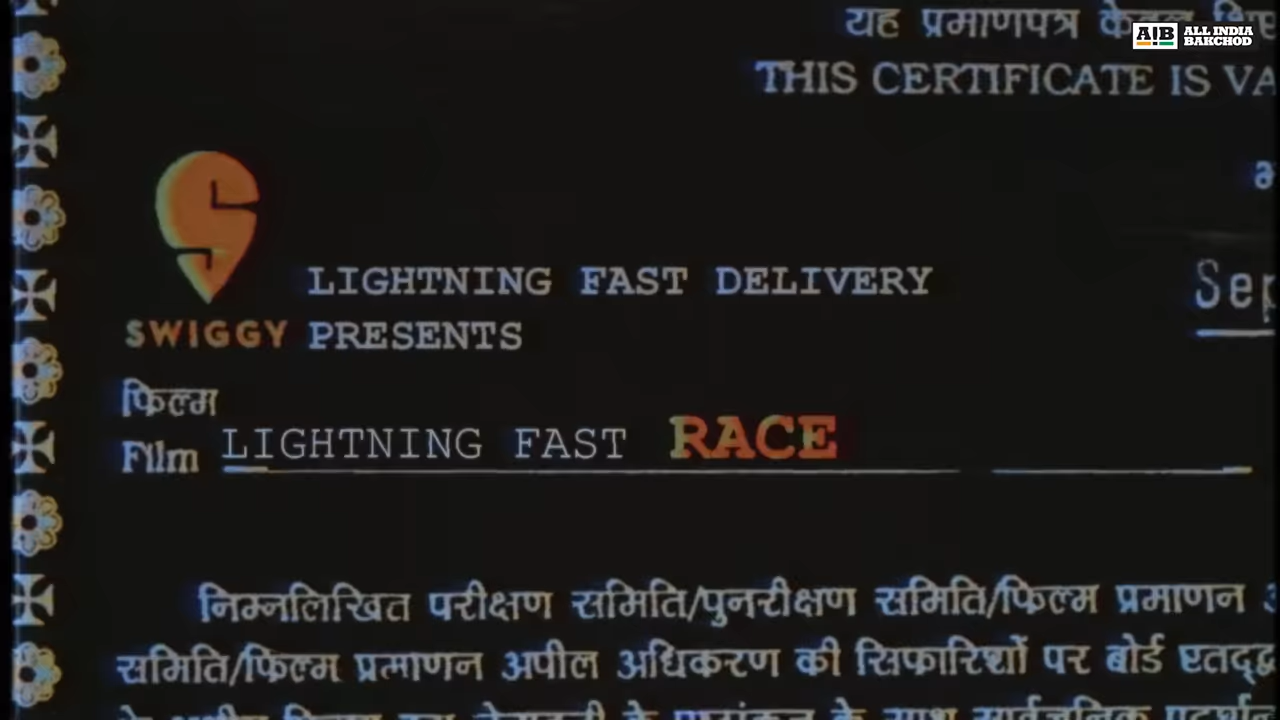 यह प्रमाणपत्र केवल
A!B ALL INDIA BAKCHOD
THIS CERTIFICATE IS VA
Sep
LIGHTNING FAST DELIVERY
SWIGGY PRESENTS
फिल्म
Film LIGHTNING FAST RACE
निम्नलिखित परीक्षण समिति/पुनरीक्षण समिति/फिल्म प्रमाणन
समिति/फिल्म प्रमाणन अपील अधिकरण की सिफारिशों पर बोर्ड एतद्द्व